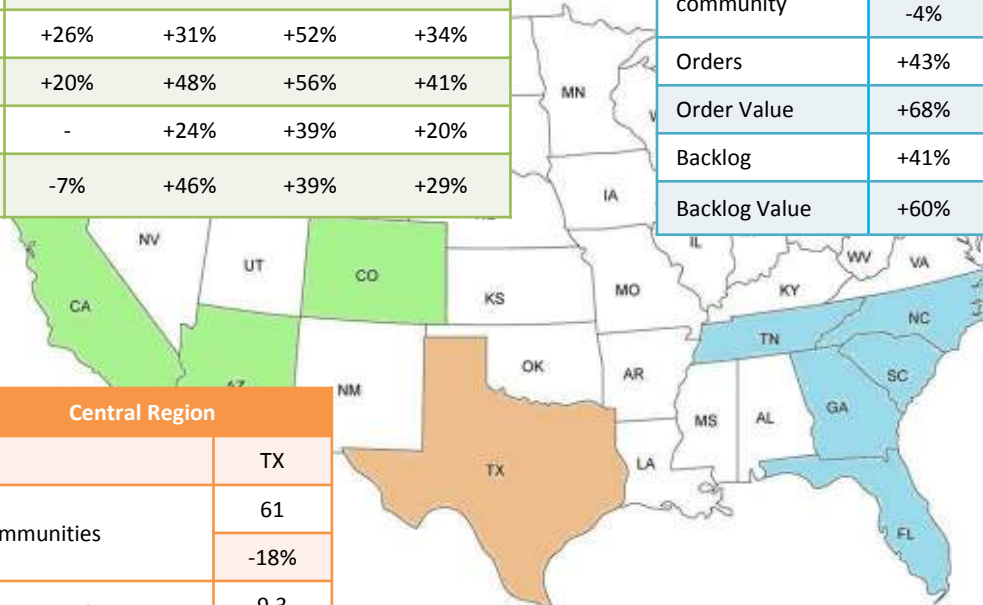 +26% +31% +52% +34%
+20% +48% +56% +41%
- +24% +39% +20%
-7% +46% +39% +29%
community
-4%
Orders +43%
Order Value +68%
Backlog +41%
Backlog Value +60%
MN
IA
NV
UT
CO
CA
KS
MO
IL
KY
WV
VA
NC
TN
SC
OK
AR
NM
MS
AL
GA
LA
TX
FL
AZ
Central Region
TX
mmunities
61
-18%
9.3